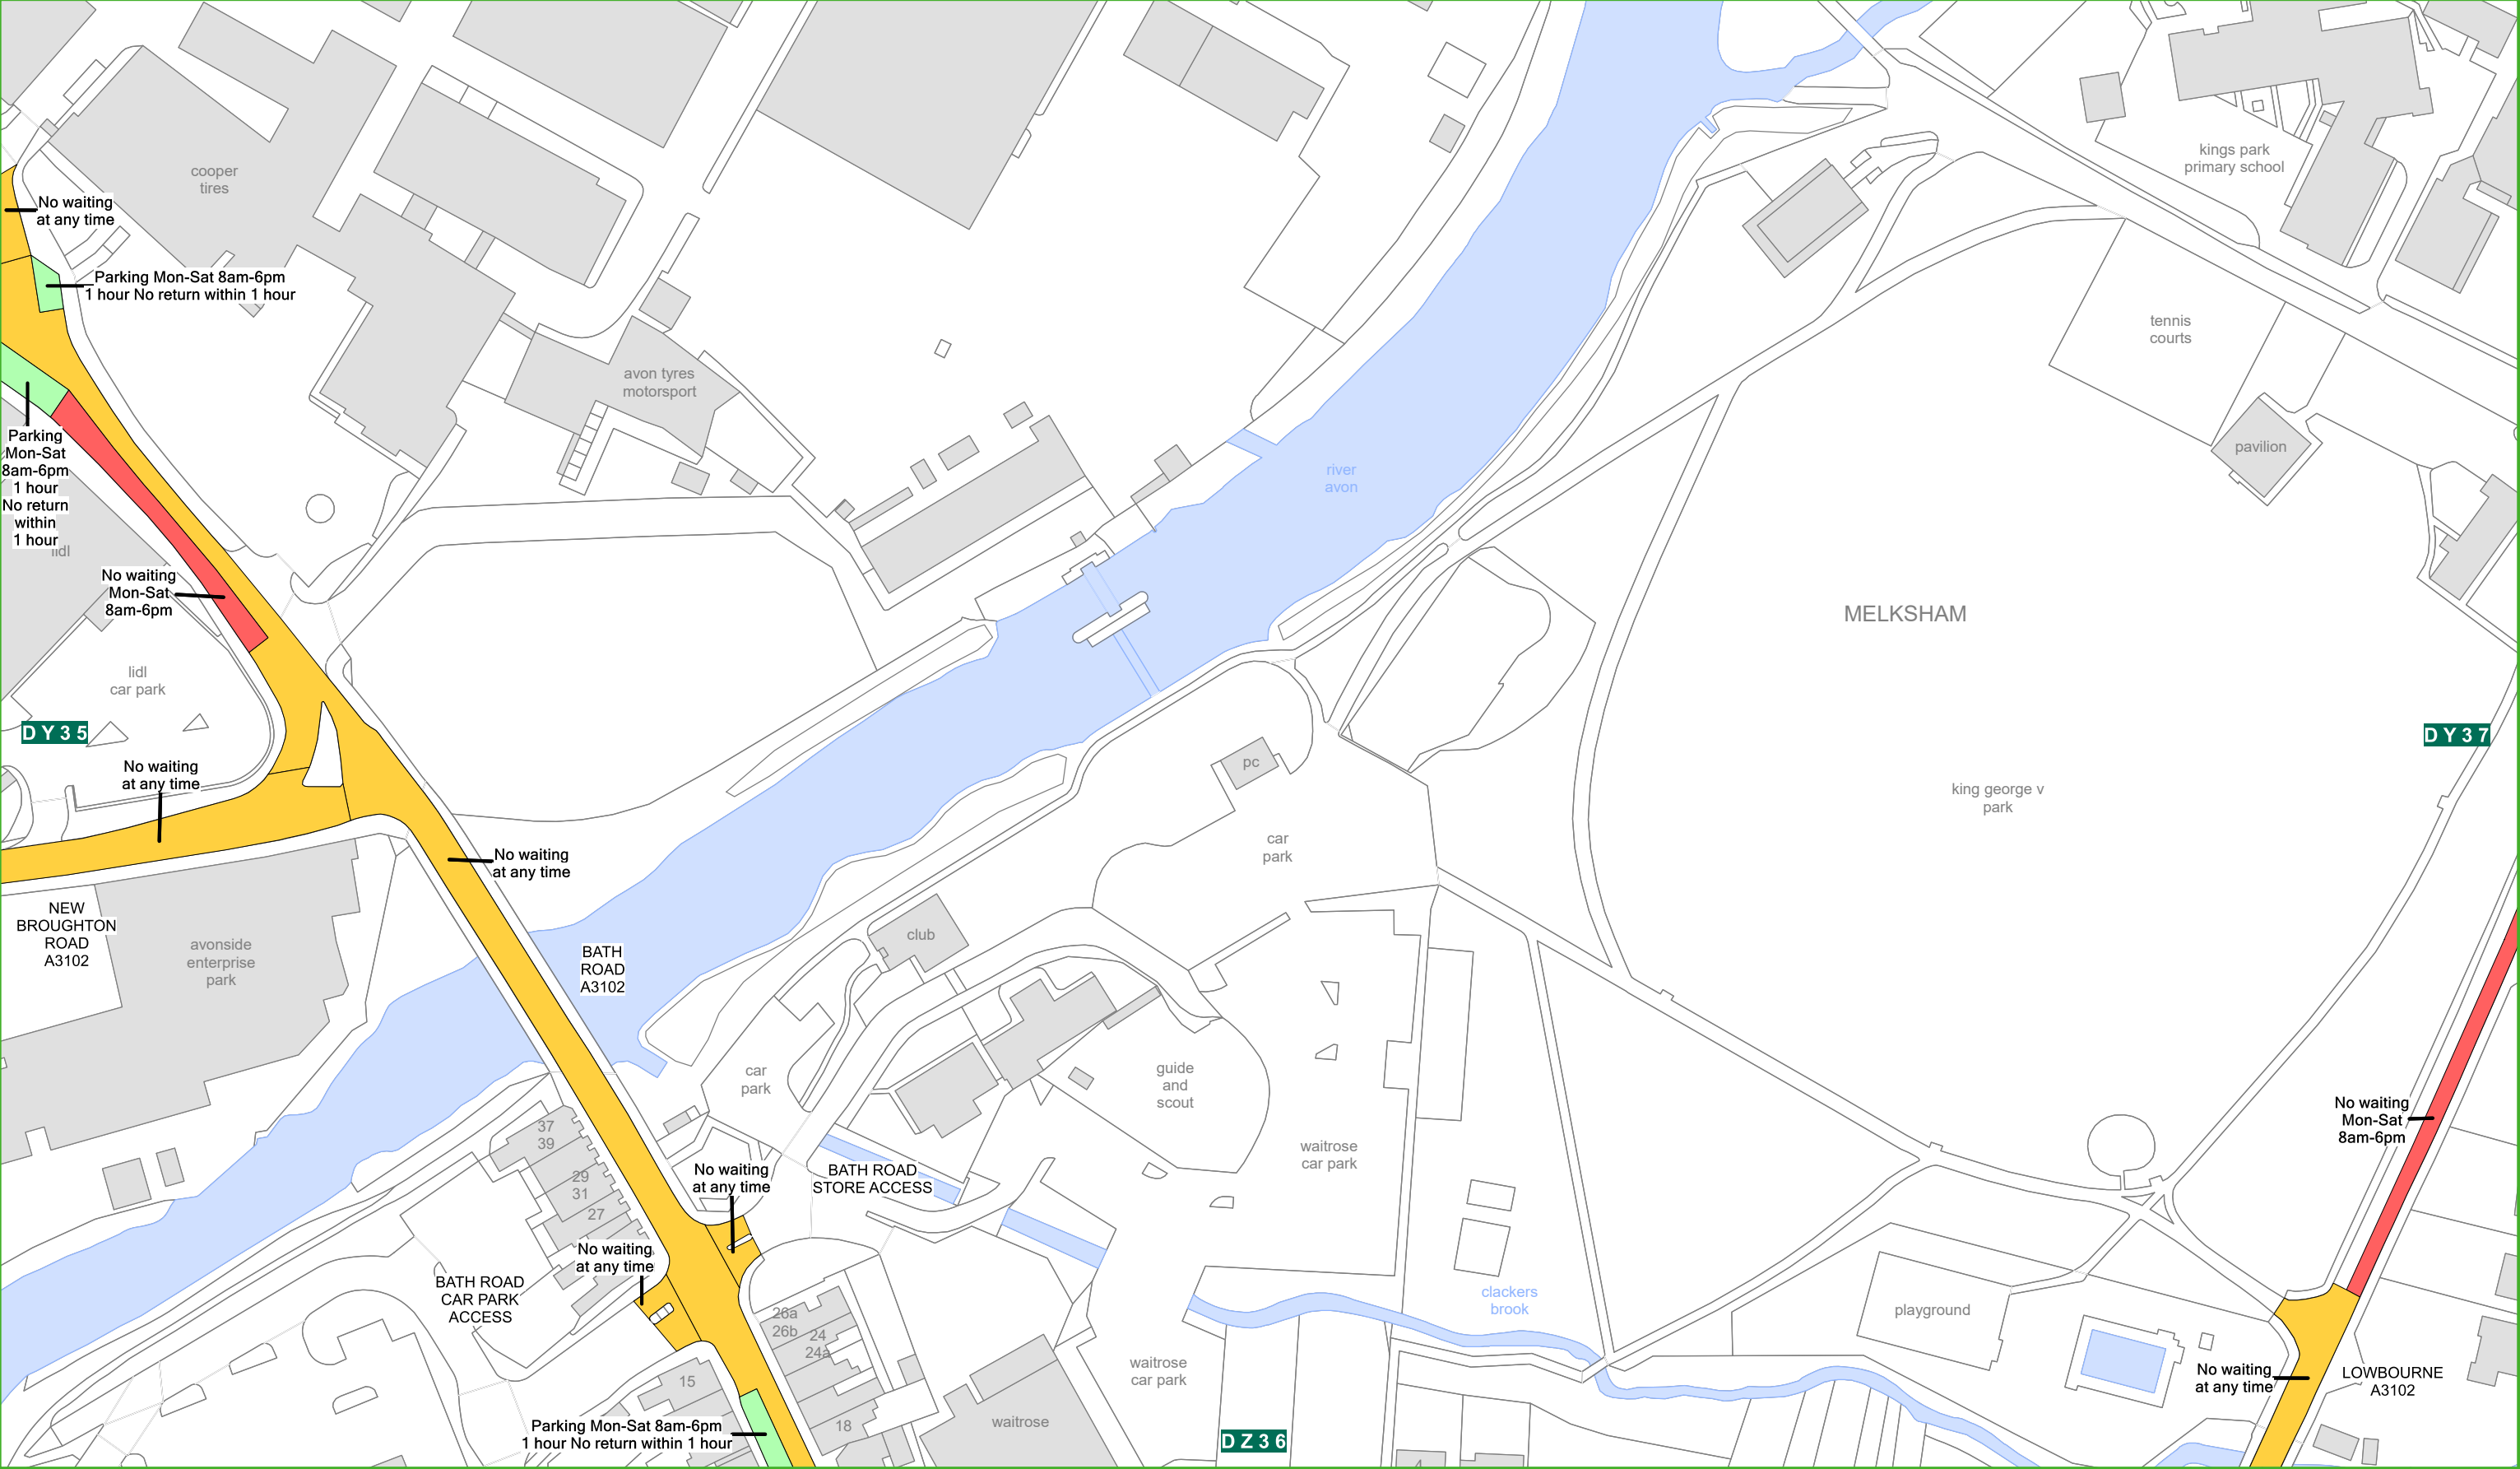 cooper
tires
kings park
primary school
No waiting
at any time
Parking Mon-Sat 8am-6pm
1 hour No return within 1 hour
tennis
courts
avon tyres
motorsport
Parking
Mon-Sat
8am-6pm
1 hour
No return
within
1 hour
lidl
pavilion
river
avon
No waiting
Mon-Sat
8am-6pm
MELKSHAM
lidl
car park
DY35
DY37
pc
No waiting
at any time
king george v
park
car
park
No waiting
at any time
NEW
BROUGHTON
ROAD
A3102
avonside
enterprise
park
BATH
ROAD
A3102
club
car
park
guide
and
scout
No waiting
Mon-Sat
8am-6pm
37
39
29
31
27
waitrose
car park
No waiting
at any time
BATH ROAD
STORE ACCESS
No waiting
at any time
BATH ROAD
CAR PARK
ACCESS
clackers
brook
playground
26a
26b
24
24a
waitrose
car park
15
18
No waiting
at any time
LOWBOURNE
A3102
Parking Mon-Sat 8am-6pm
1 hour No return within 1 hour
waitrose
DZ36
4